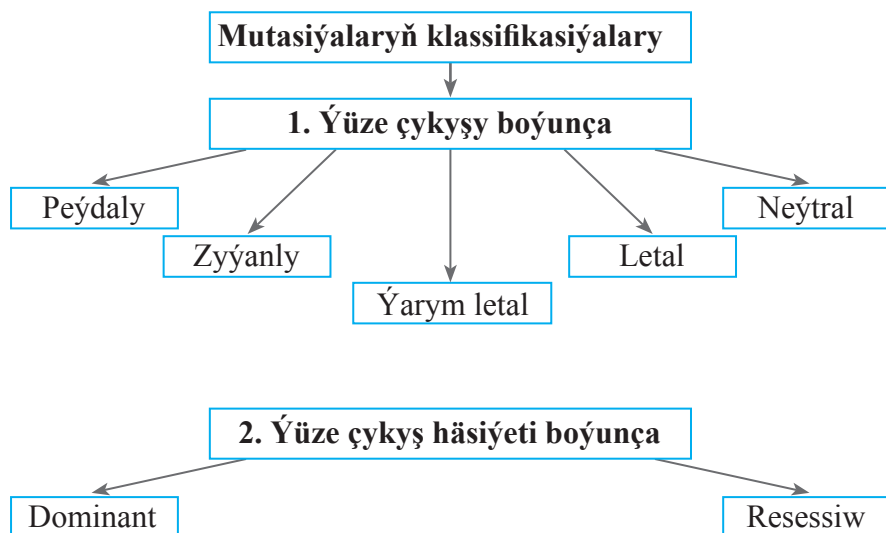 Mutasiýalaryň klassifikasiýalary
1. Ýüze çykyşy boýunça
Peýdaly
Neýtral
Zyýanly
Letal
Ýarym letal
2. Ýüze çykyş häsiýeti boýunça
Dominant
Resessiw